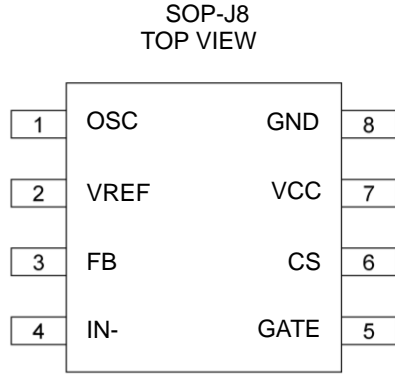 SOP-J8
TOP VIEW
1 OSC GND 8
2 VREF VCC 7
3 FB CS 6
4 IN- GATE 5